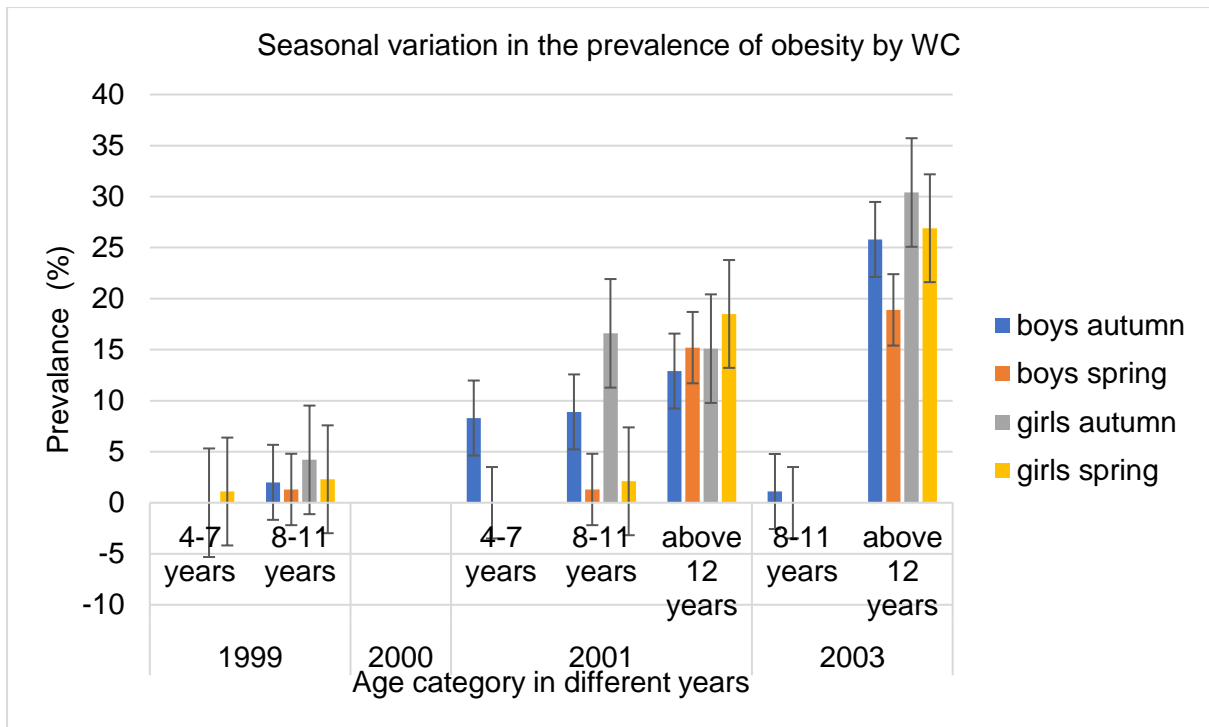 Seasonal variation in the prevalence of obesity by WC
40
35
30
25
20
15
10
5
0
-5
-10
Prevalance (%)
4-7
years
8-11
years
4-7
years
8-11
years
above
12
years
8-11
years
above
12
years
1999
2000
2001
2003
Age category in different years
boys autumn
boys spring
girls autumn
girls spring